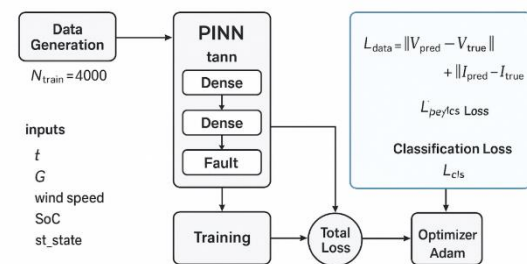 Data
Generation
N_train = 4000
inputs
t
G
wind speed
SoC
st_state
PINN
tann
Dense
Dense
Fault
Training
Total
Loss
L_data = ||V_pred – V_true||
+ ||I_pred – I_true
Loss
Classification Loss
L_cls
Optimizer
Adam